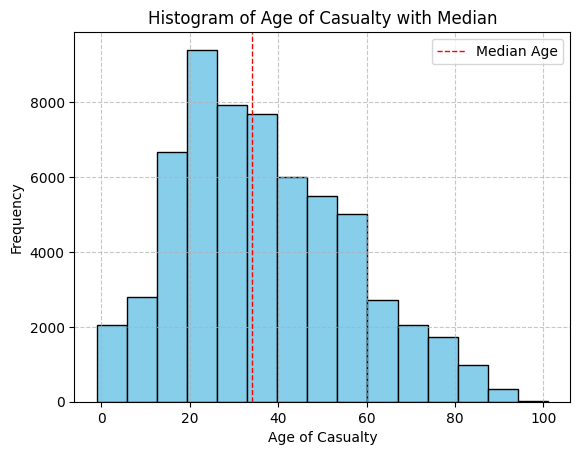 Histogram of Age of Casualty with Median
Median Age
8000
6000
4000
2000
0
Frequency
0 20 40 60 80 100
Age of Casualty